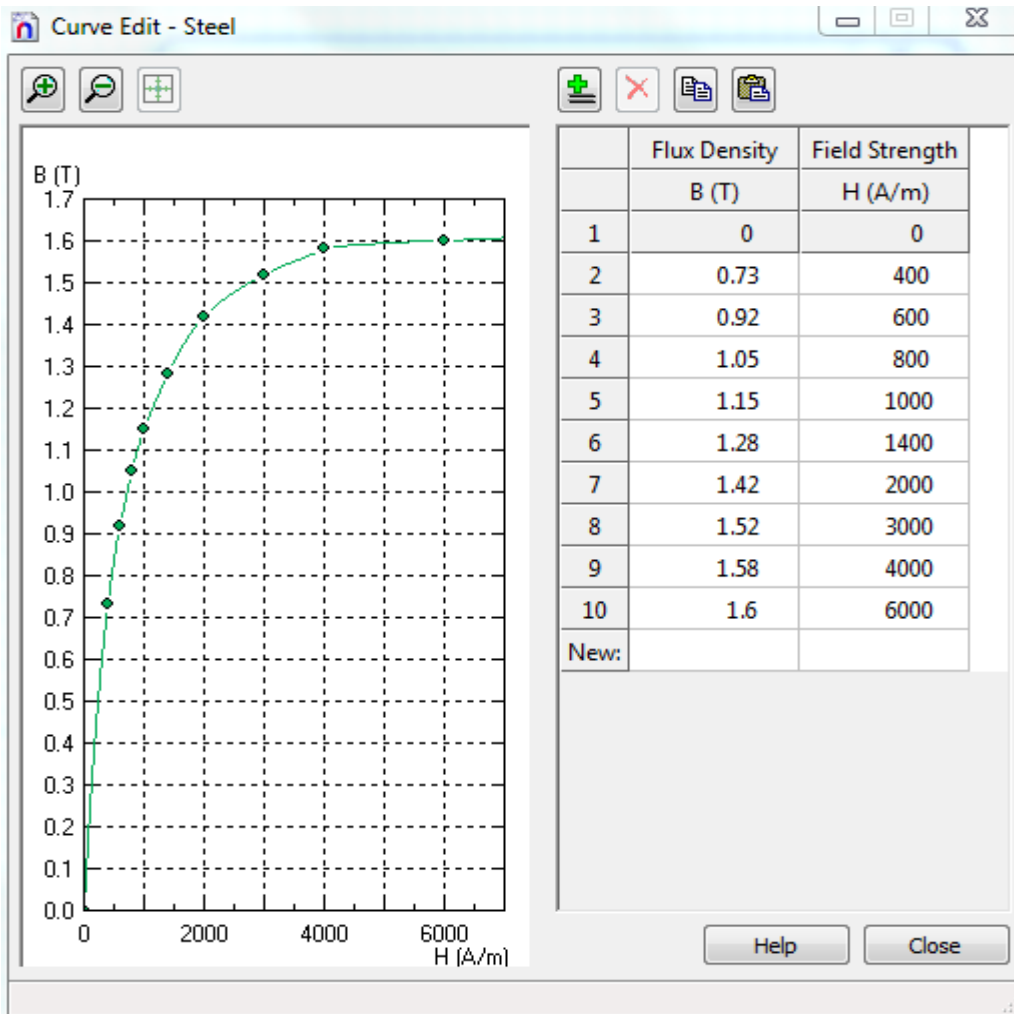 Curve Edit - Steel
B (T)
1.7
1.6
1.5
1.4
1.3
1.2
1.1
1.0
0.9
0.8
0.7
0.6
0.5
0.4
0.3
0.2
0.1
0.0
0 2000 4000 6000
H (A/m)
Flux Density Field Strength
B (T) H (A/m)
1 0 0
2 0.73 400
3 0.92 600
4 1.05 800
5 1.15 1000
6 1.28 1400
7 1.42 2000
8 1.52 3000
9 1.58 4000
10 1.6 6000
New:
Help Close